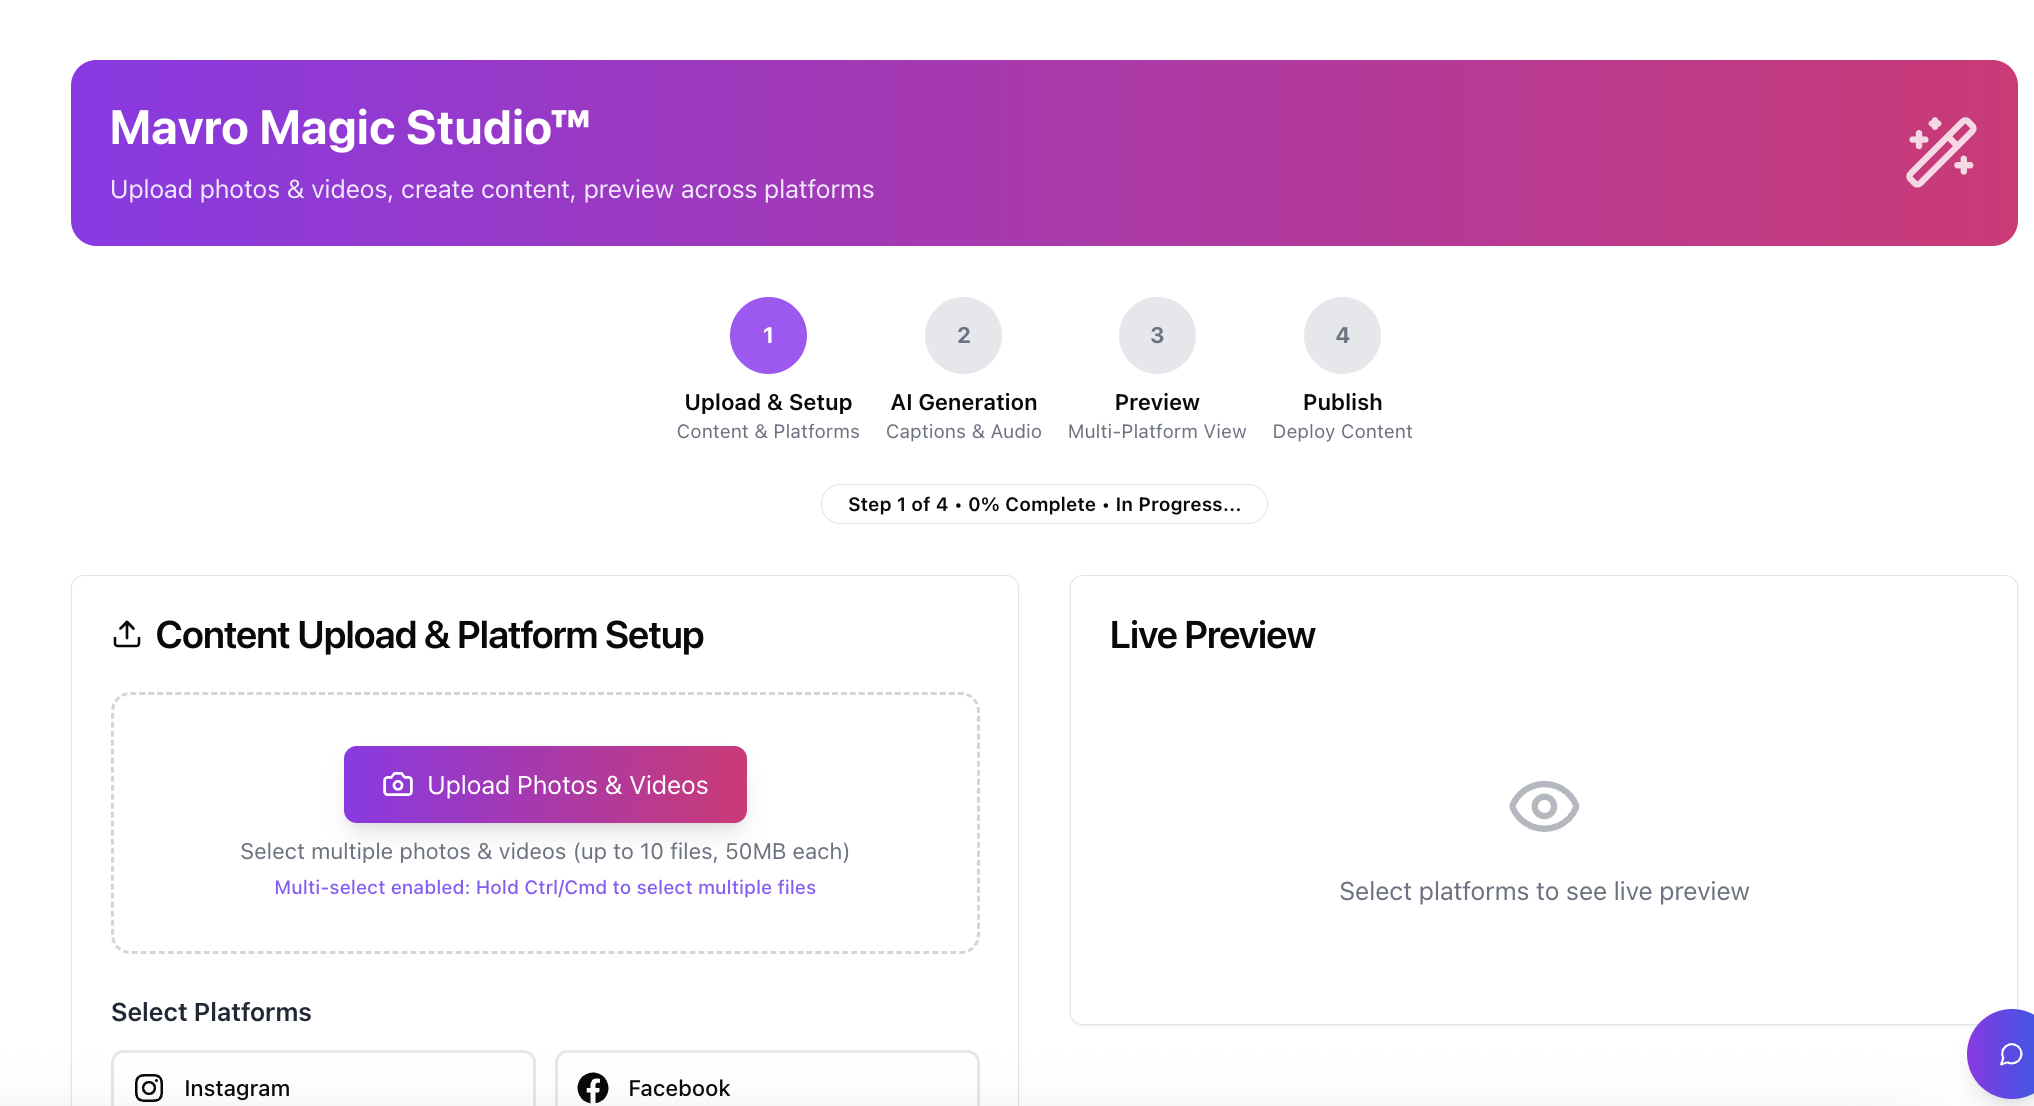 Mavro Magic Studio™
Upload photos & videos, create content, preview across platforms
1
2
3
4
Upload & Setup
Content & Platforms
AI Generation
Captions & Audio
Preview
Multi-Platform View
Publish
Deploy Content
Step 1 of 4 • 0% Complete • In Progress...
Content Upload & Platform Setup
Upload Photos & Videos
Select multiple photos & videos (up to 10 files, 50MB each)
Multi-select enabled: Hold Ctrl/Cmd to select multiple files
Select Platforms
Instagram
Facebook
Live Preview
Select platforms to see live preview